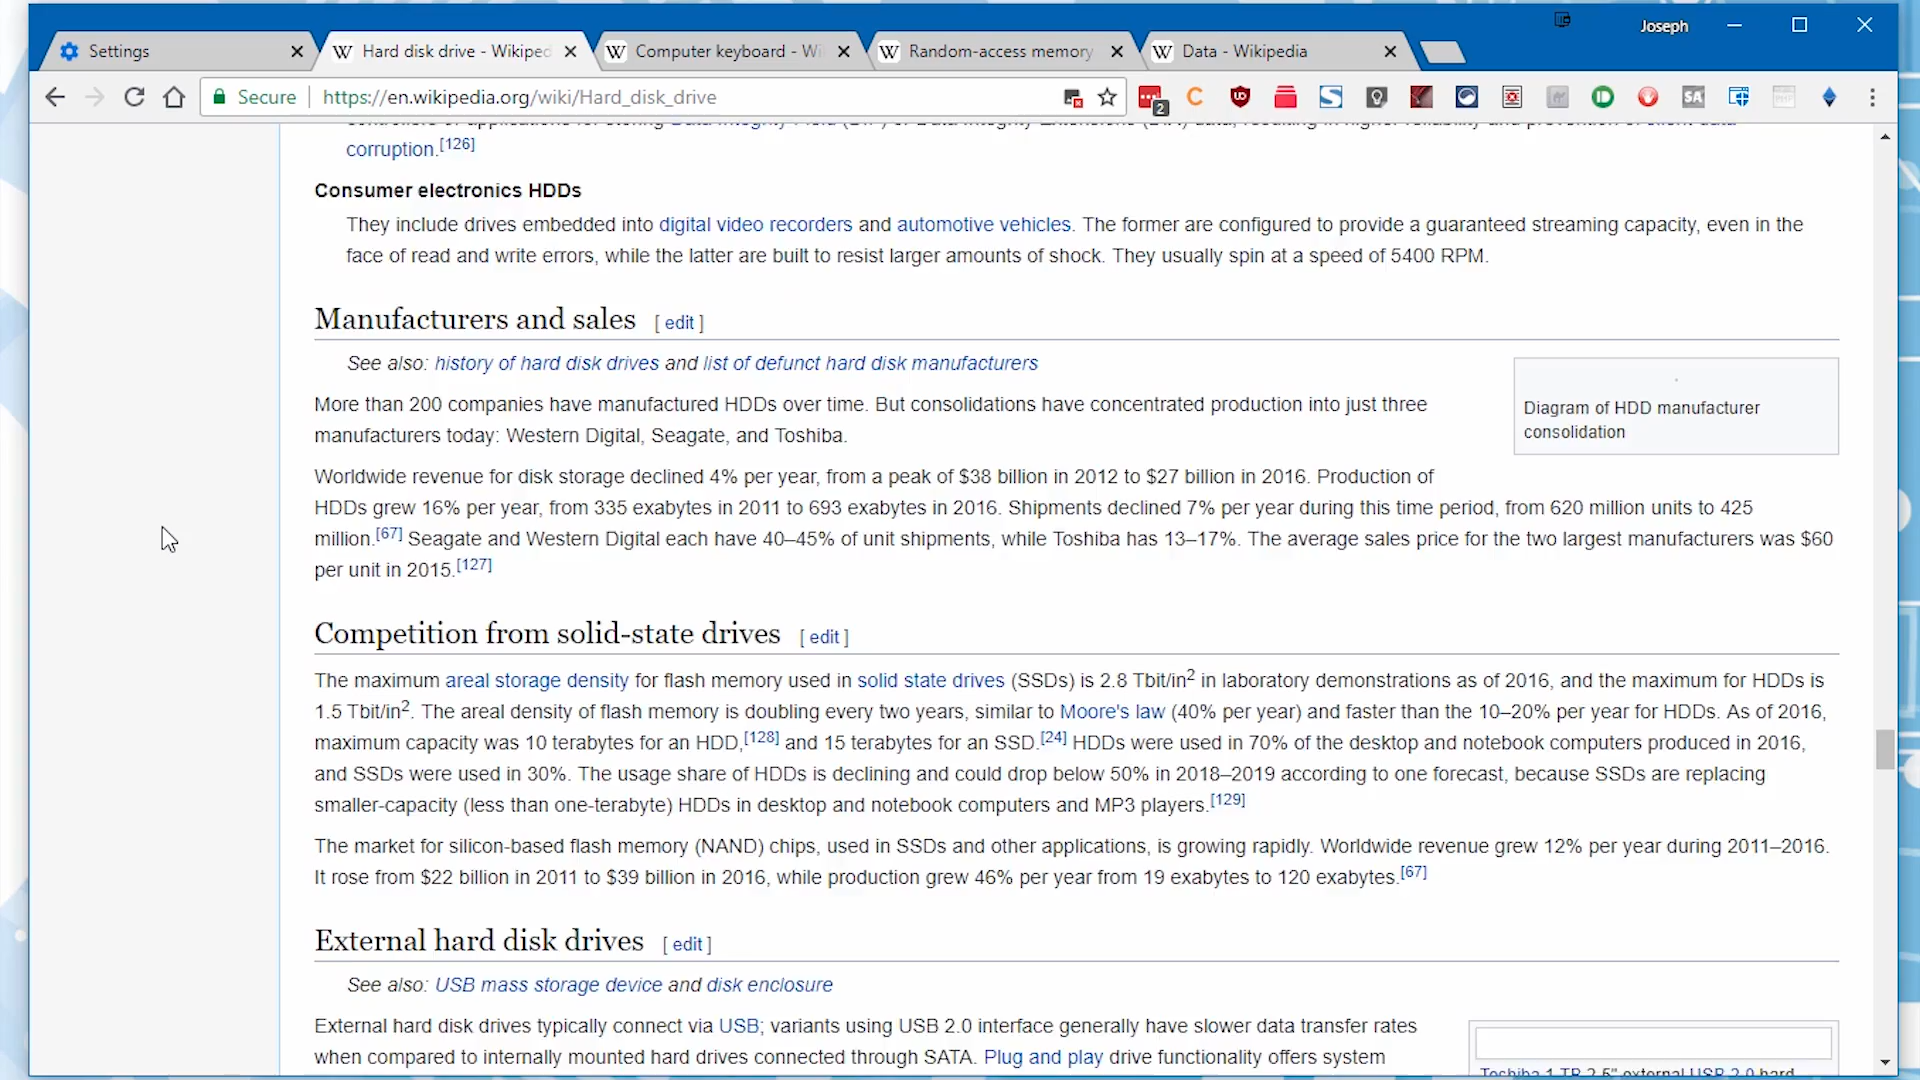 Joseph
Settings
Hard disk drive - Wikiped
Computer keyboard - Wi
Random-access memory
Data - Wikipedia
Secure
https://en.wikipedia.org/wiki/Hard_disk_drive
2
SA
corruption.[126]
Consumer electronics HDDs
They include drives embedded into digital video recorders and automotive vehicles. The former are configured to provide a guaranteed streaming capacity, even in the
face of read and write errors, while the latter are built to resist larger amounts of shock. They usually spin at a speed of 5400 RPM.
Manufacturers and sales [ edit ]
See also: history of hard disk drives and list of defunct hard disk manufacturers
Diagram of HDD manufacturer
consolidation
More than 200 companies have manufactured HDDs over time. But consolidations have concentrated production into just three
manufacturers today: Western Digital, Seagate, and Toshiba.
Worldwide revenue for disk storage declined 4% per year, from a peak of $38 billion in 2012 to $27 billion in 2016. Production of
HDDs grew 16% per year, from 335 exabytes in 2011 to 693 exabytes in 2016. Shipments declined 7% per year during this time period, from 620 million units to 425
million.[67] Seagate and Western Digital each have 40–45% of unit shipments, while Toshiba has 13–17%. The average sales price for the two largest manufacturers was $60
per unit in 2015.[127]
Competition from solid-state drives [ edit ]
The maximum areal storage density for flash memory used in solid state drives (SSDs) is 2.8 Tbit/in2 in laboratory demonstrations as of 2016, and the maximum for HDDs is
1.5 Tbit/in2. The areal density of flash memory is doubling every two years, similar to Moore's law (40% per year) and faster than the 10–20% per year for HDDs. As of 2016,
maximum capacity was 10 terabytes for an HDD,[128] and 15 terabytes for an SSD.[24] HDDs were used in 70% of the desktop and notebook computers produced in 2016,
and SSDs were used in 30%. The usage share of HDDs is declining and could drop below 50% in 2018–2019 according to one forecast, because SSDs are replacing
smaller-capacity (less than one-terabyte) HDDs in desktop and notebook computers and MP3 players.[129]
The market for silicon-based flash memory (NAND) chips, used in SSDs and other applications, is growing rapidly. Worldwide revenue grew 12% per year during 2011–2016.
It rose from $22 billion in 2011 to $39 billion in 2016, while production grew 46% per year from 19 exabytes to 120 exabytes.[67]
External hard disk drives [ edit ]
See also: USB mass storage device and disk enclosure
External hard disk drives typically connect via USB; variants using USB 2.0 interface generally have slower data transfer rates
when compared to internally mounted hard drives connected through SATA. Plug and play drive functionality offers system
Toshiba 1 TB 2.5" external USB 2.0 hard